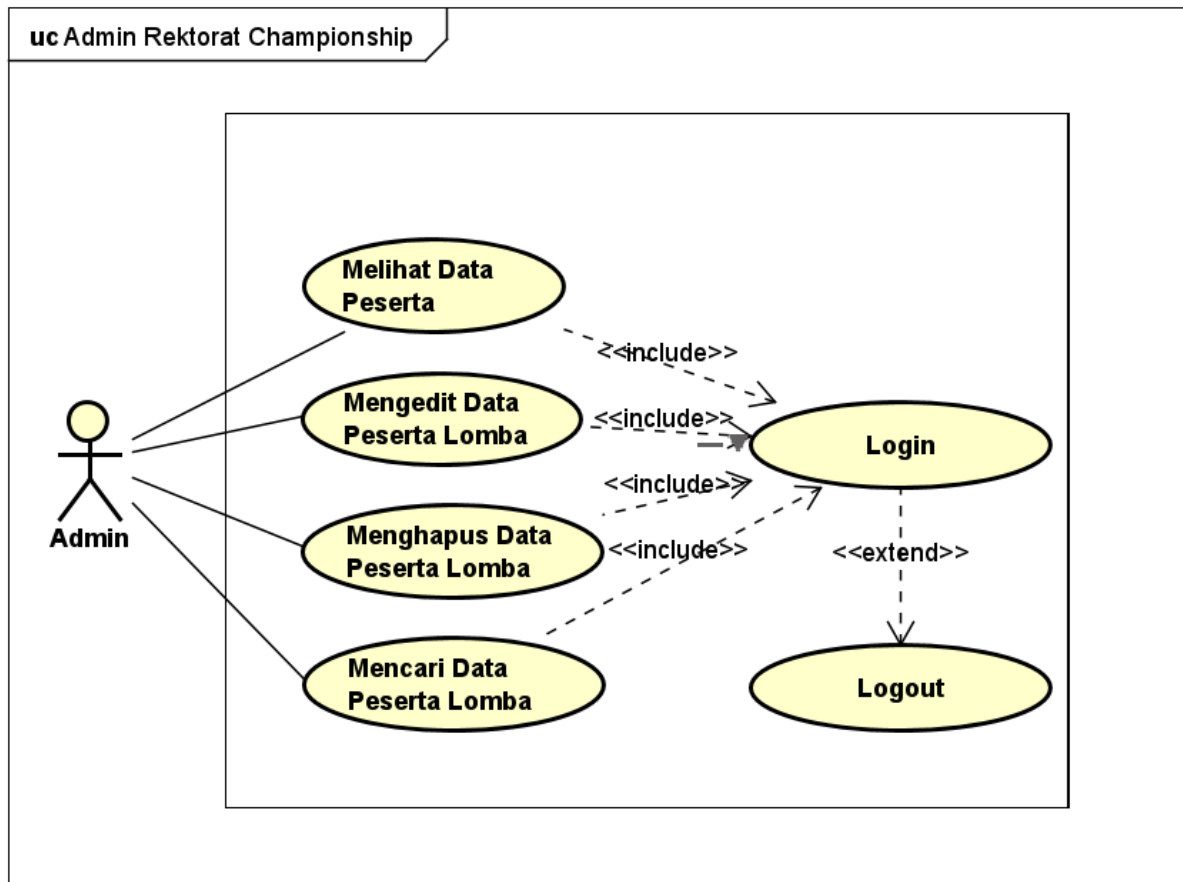 uc Admin Rektorat Championship
Melihat Data
Peserta
<<include>>
Mengedit Data
Peserta Lomba
<<include>>
Login
<<include>>
Admin
Menghapus Data
Peserta Lomba
<<include>>
<<extend>>
Mencari Data
Peserta Lomba
Logout